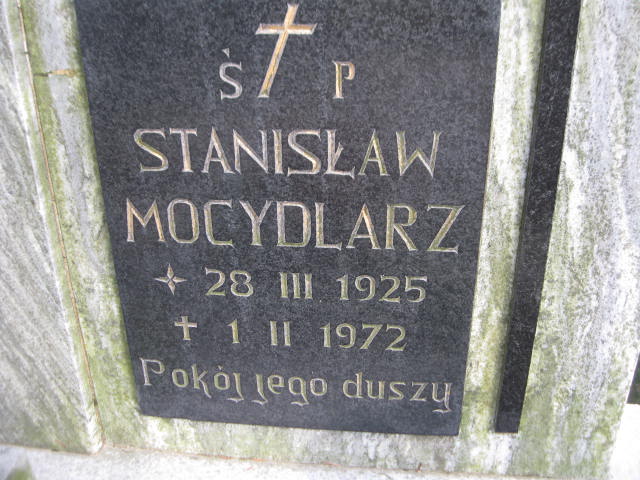 Ś P
STANISŁAW
MOCYDLARZ
28 III 1925
1 II 1972
Pokój jego duszy